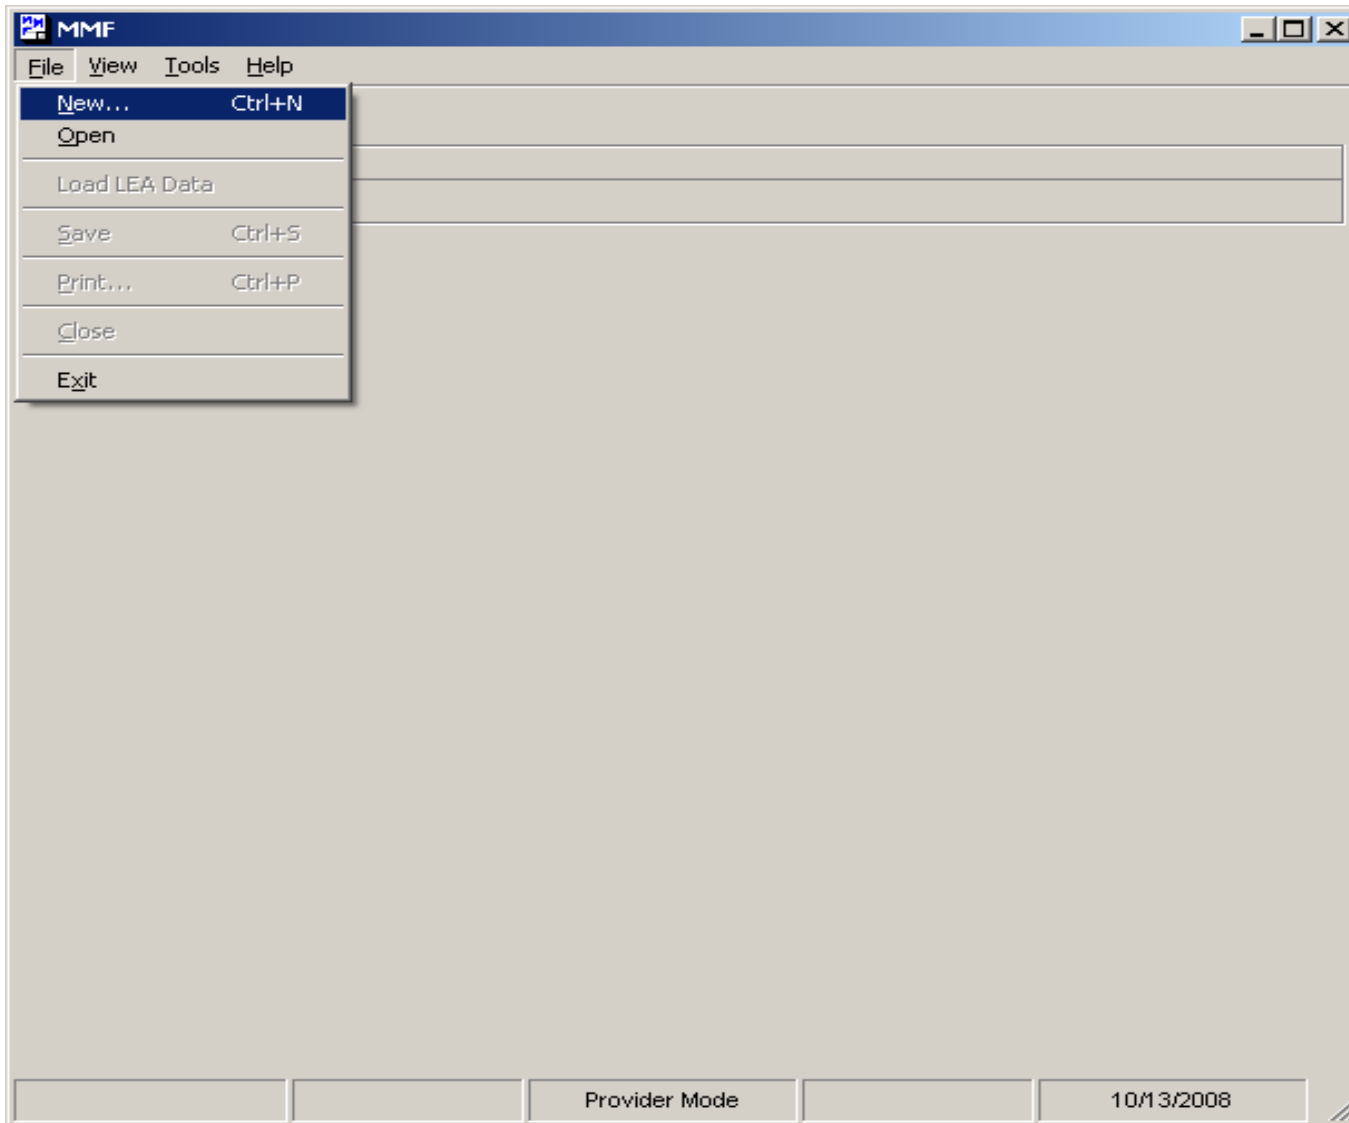 MMF
File View Tools Help
New... Ctrl+N
Open
Load LEA Data
Save Ctrl+S
Print... Ctrl+P
Close
Exit
Provider Mode 10/13/2008